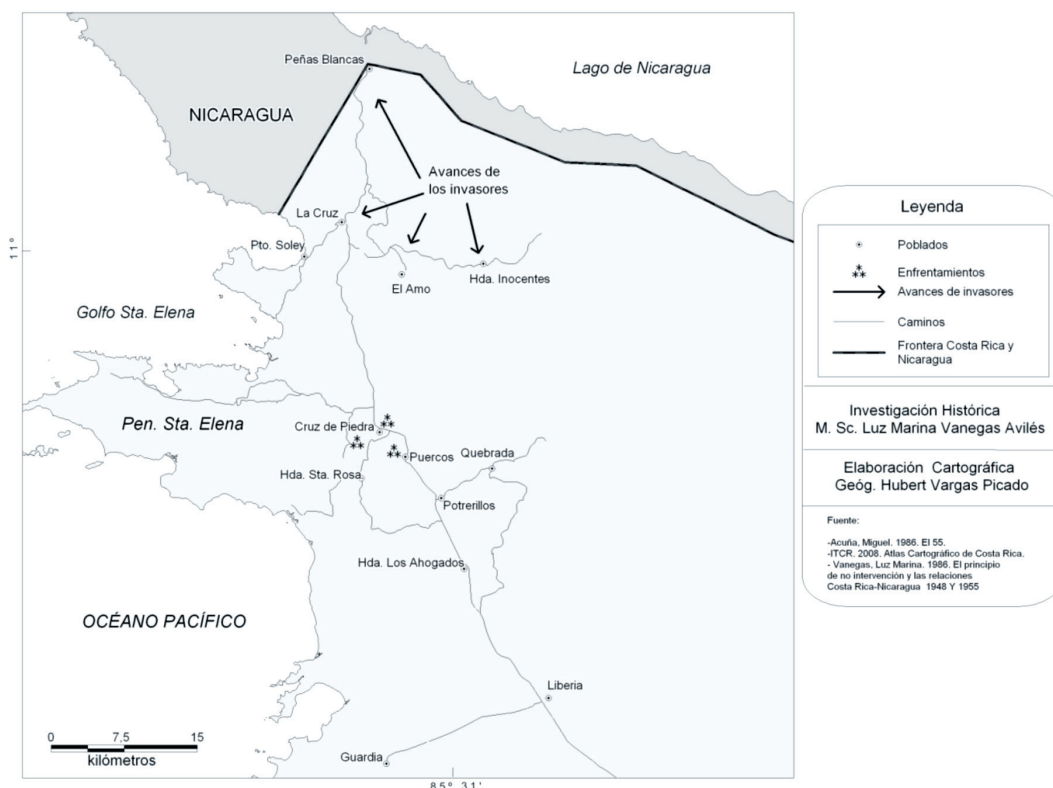 Peñas Blancas
Lago de Nicaragua
NICARAGUA
Avances de
los invasores
La Cruz
Pto. Soley
11°
El Amo
Hda. Inocentes
Golfo Sta. Elena
Pen. Sta. Elena
Cruz de Piedra
Puercos
Quebrada
Hda. Sta. Rosa
Potrerillos
Hda. Los Ahogados
OCÉANO PACÍFICO
Liberia
Guardia
0 7,5 15
kilómetros
85° 31'
Leyenda
Poblados
Enfrentamientos
Avances de invasores
Caminos
Frontera Costa Rica y
Nicaragua
Investigación Histórica
M. Sc. Luz Marina Vanegas Avilés
Elaboración Cartográfica
Geóg. Hubert Vargas Picado
Fuente:
-Acuña, Miguel. 1986. El 55.
-ITCR. 2008. Atlas Cartográfico de Costa Rica.
- Vanegas, Luz Marina. 1986. El principio
de no intervención y las relaciones
Costa Rica-Nicaragua 1948 Y 1955